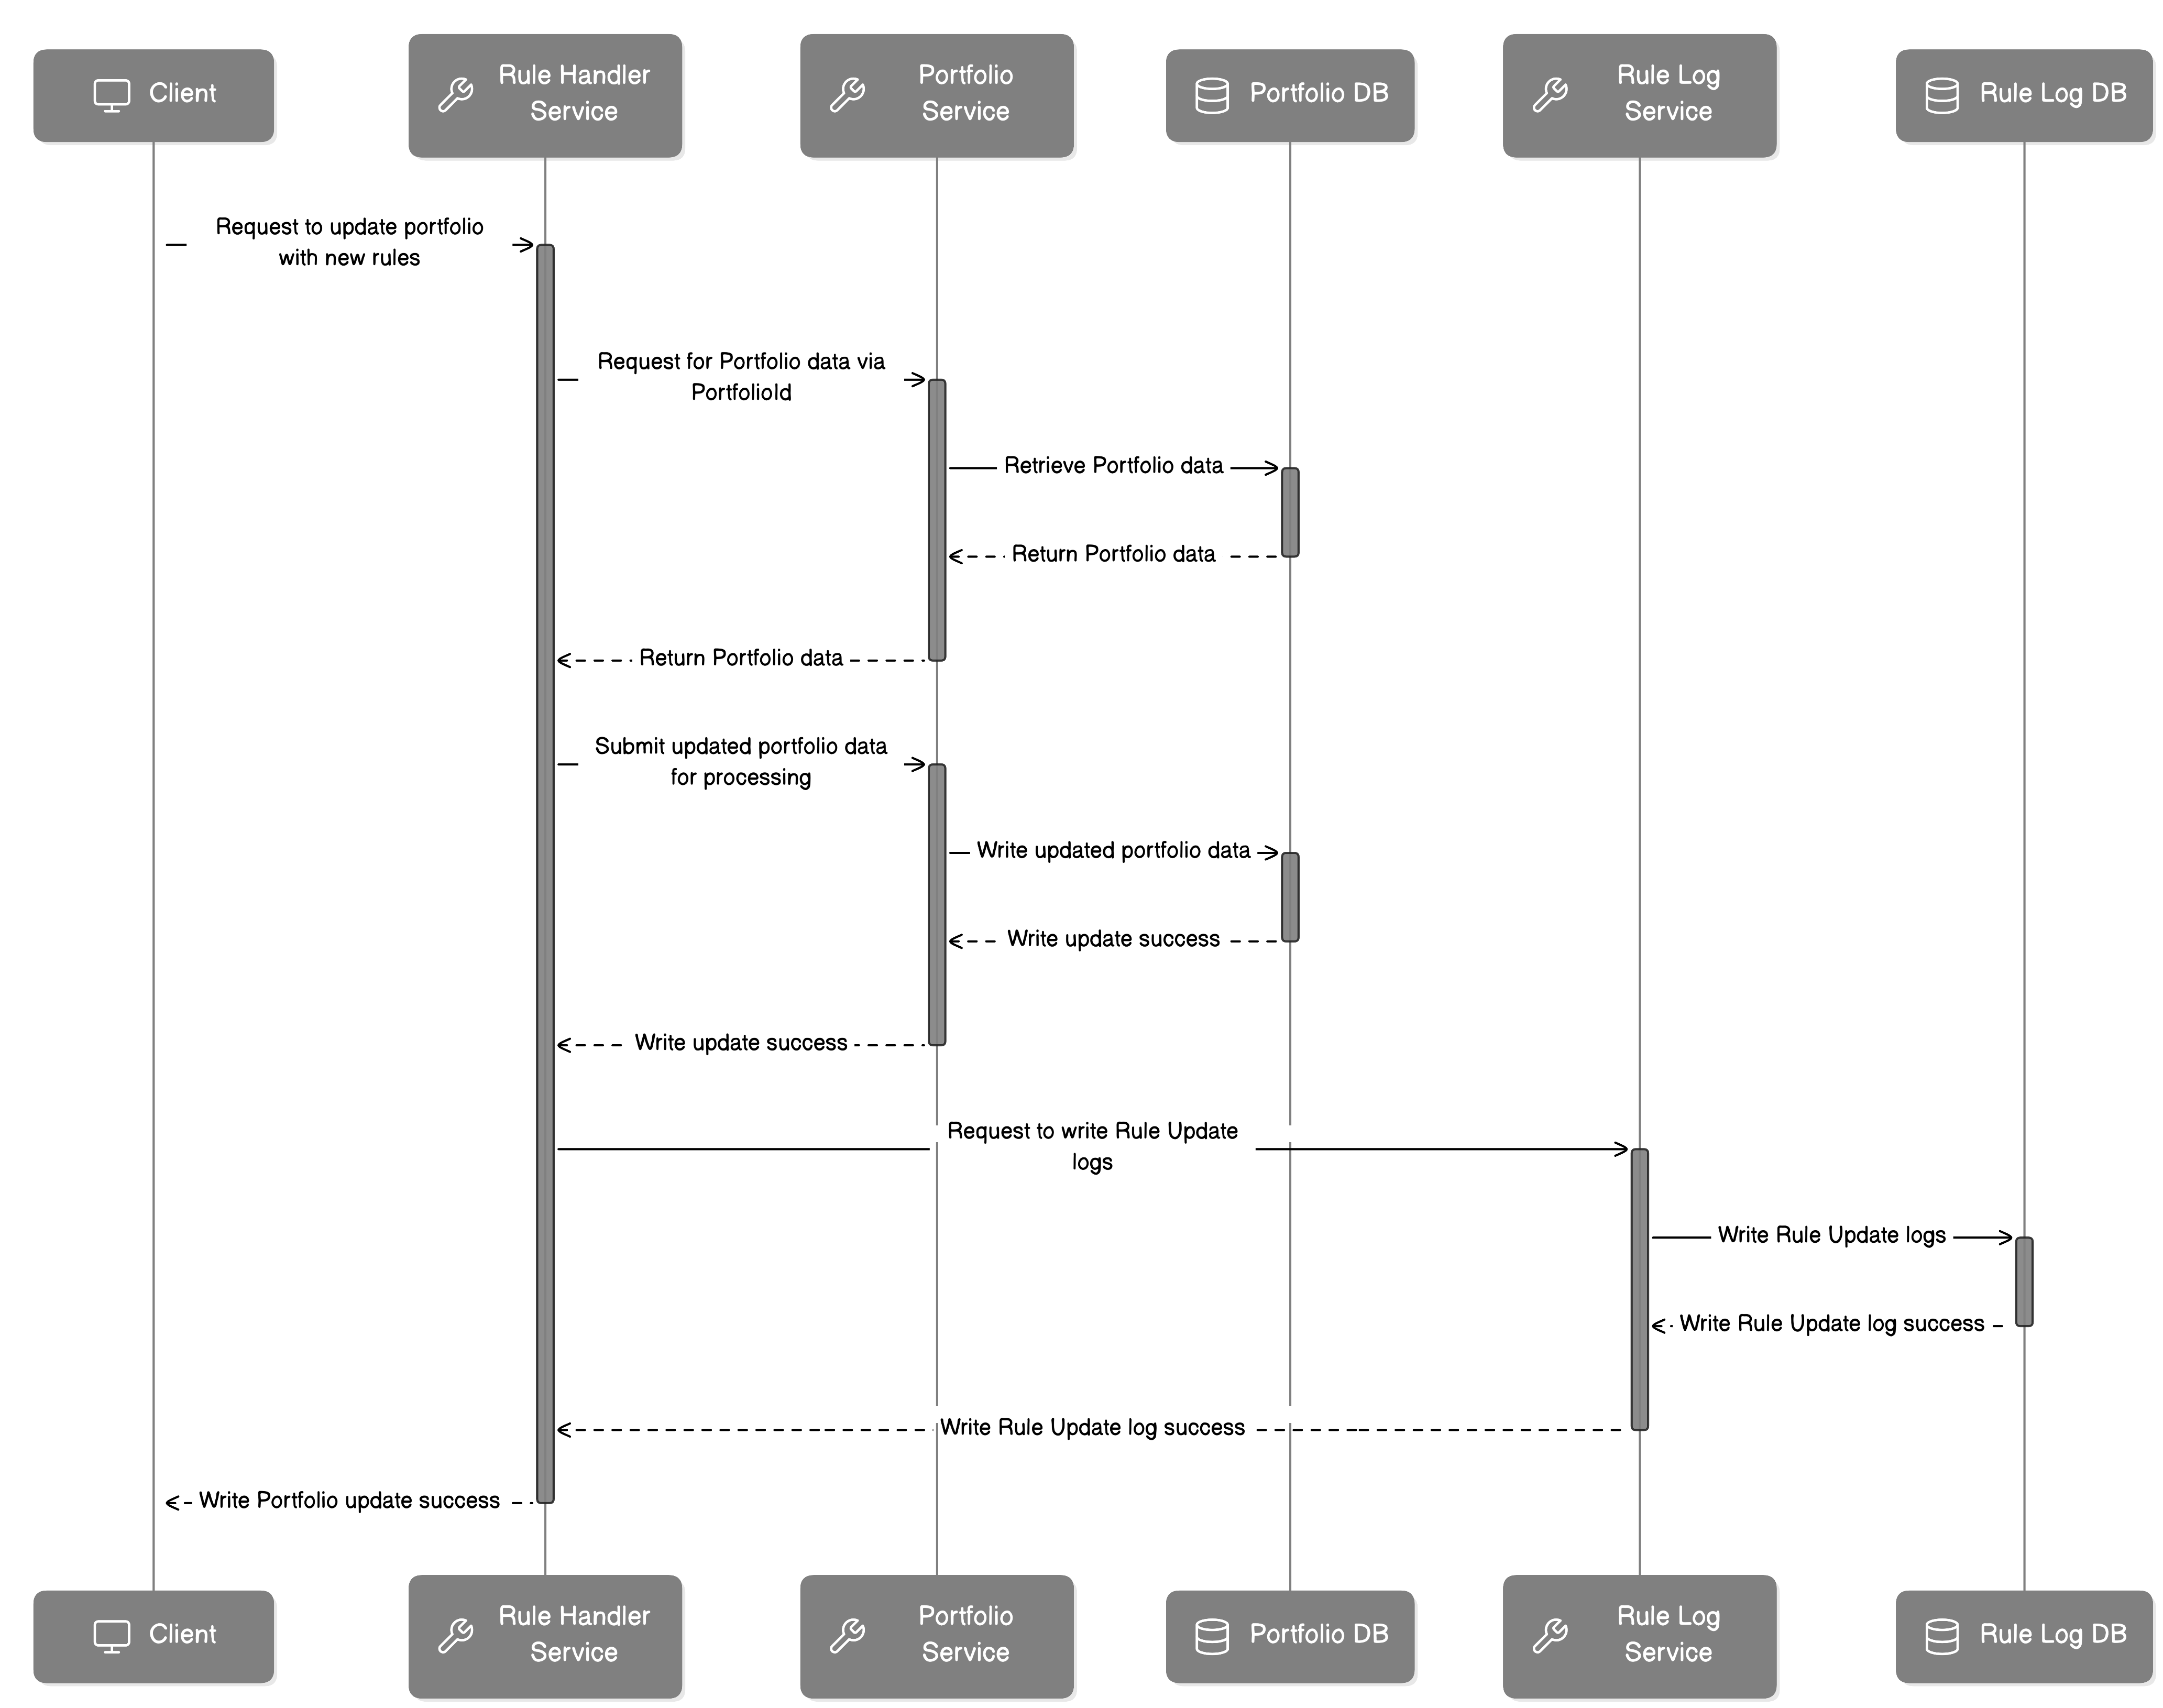 Client
Rule Handler
Service
Portfolio
Service
Portfolio DB
Rule Log
Service
Rule Log DB
Request to update portfolio
with new rules
Request for Portfolio data via
PortfolioId
Retrieve Portfolio data
Return Portfolio data
Return Portfolio data
Submit updated portfolio data
for processing
Write updated portfolio data
Write update success
Write update success
Request to write Rule Update
logs
Write Rule Update logs
Write Rule Update log success
Write Rule Update log success
Write Portfolio update success
Client
Rule Handler
Service
Portfolio
Service
Portfolio DB
Rule Log
Service
Rule Log DB